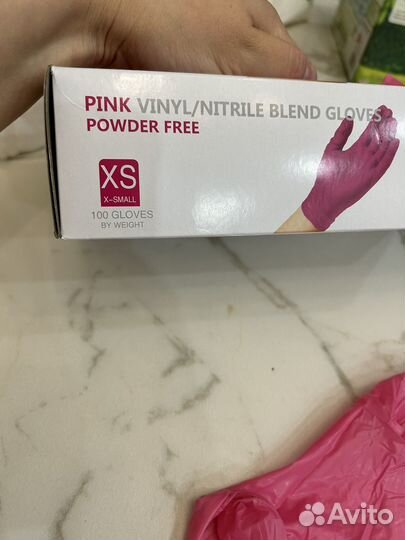 PINK VINYL/NITRILE BLEND GLOVES
POWDER FREE
XS
X-SMALL
100 GLOVES
BY WEIGHT
Avito